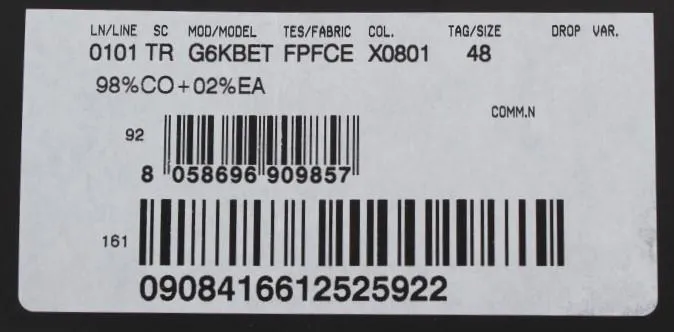 LN/LINE SC MOD/MODEL TES/FABRIC COL. TAG/SIZE DROP VAR.
0101 TR G6KBET FPFCE X0801 48
98%CO+02%EA
COMM.N
92
8 058696 909857
161
0908416612525922